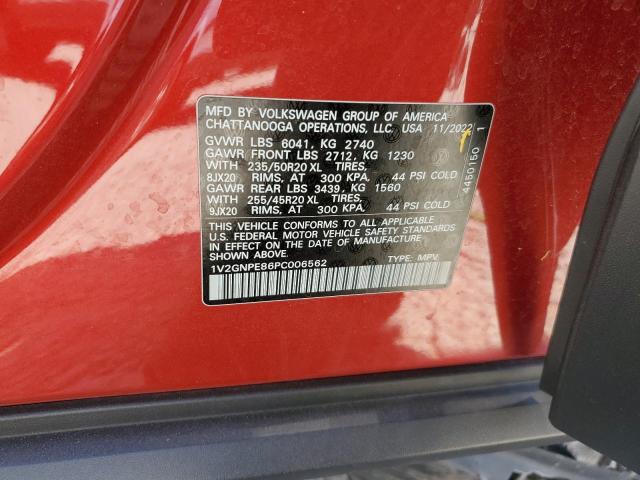 MFD BY VOLKSWAGEN GROUP OF AMERICA
CHATTANOOGA OPERATIONS, LLC, USA 11/2022
GVWR LBS 6041, KG 2740
GAWR FRONT LBS 2712, KG 1230
WITH 235/50R20 XL TIRES,
8JX20 RIMS, AT 300 KPA, 44 PSI COLD
GAWR REAR LBS 3439, KG 1560
WITH 255/45R20 XL TIRES,
9JX20 RIMS, AT 300 KPA, 44 PSI COLD
THIS VEHICLE CONFORMS TO ALL APPLICABLE
U.S. FEDERAL MOTOR VEHICLE SAFETY STANDARDS
IN EFFECT ON THE DATE OF MANUFACTURE
SHOWN ABOVE.
1V2GNPE86PC006562 TYPE: MPV
4450150 1